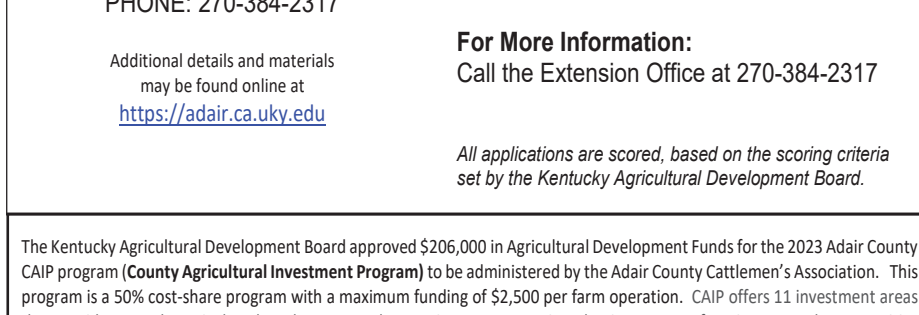 PHONE: 270-384-2317
Additional details and materials
may be found online at
https://adair.ca.uky.edu
For More Information:
Call the Extension Office at 270-384-2317
All applications are scored, based on the scoring criteria
set by the Kentucky Agricultural Development Board.
The Kentucky Agricultural Development Board approved $206,000 in Agricultural Development Funds for the 2023 Adair County
CAIP program (County Agricultural Investment Program) to be administered by the Adair County Cattlemen’s Association. This
program is a 50% cost-share program with a maximum funding of $2,500 per farm operation. CAIP offers 11 investment areas